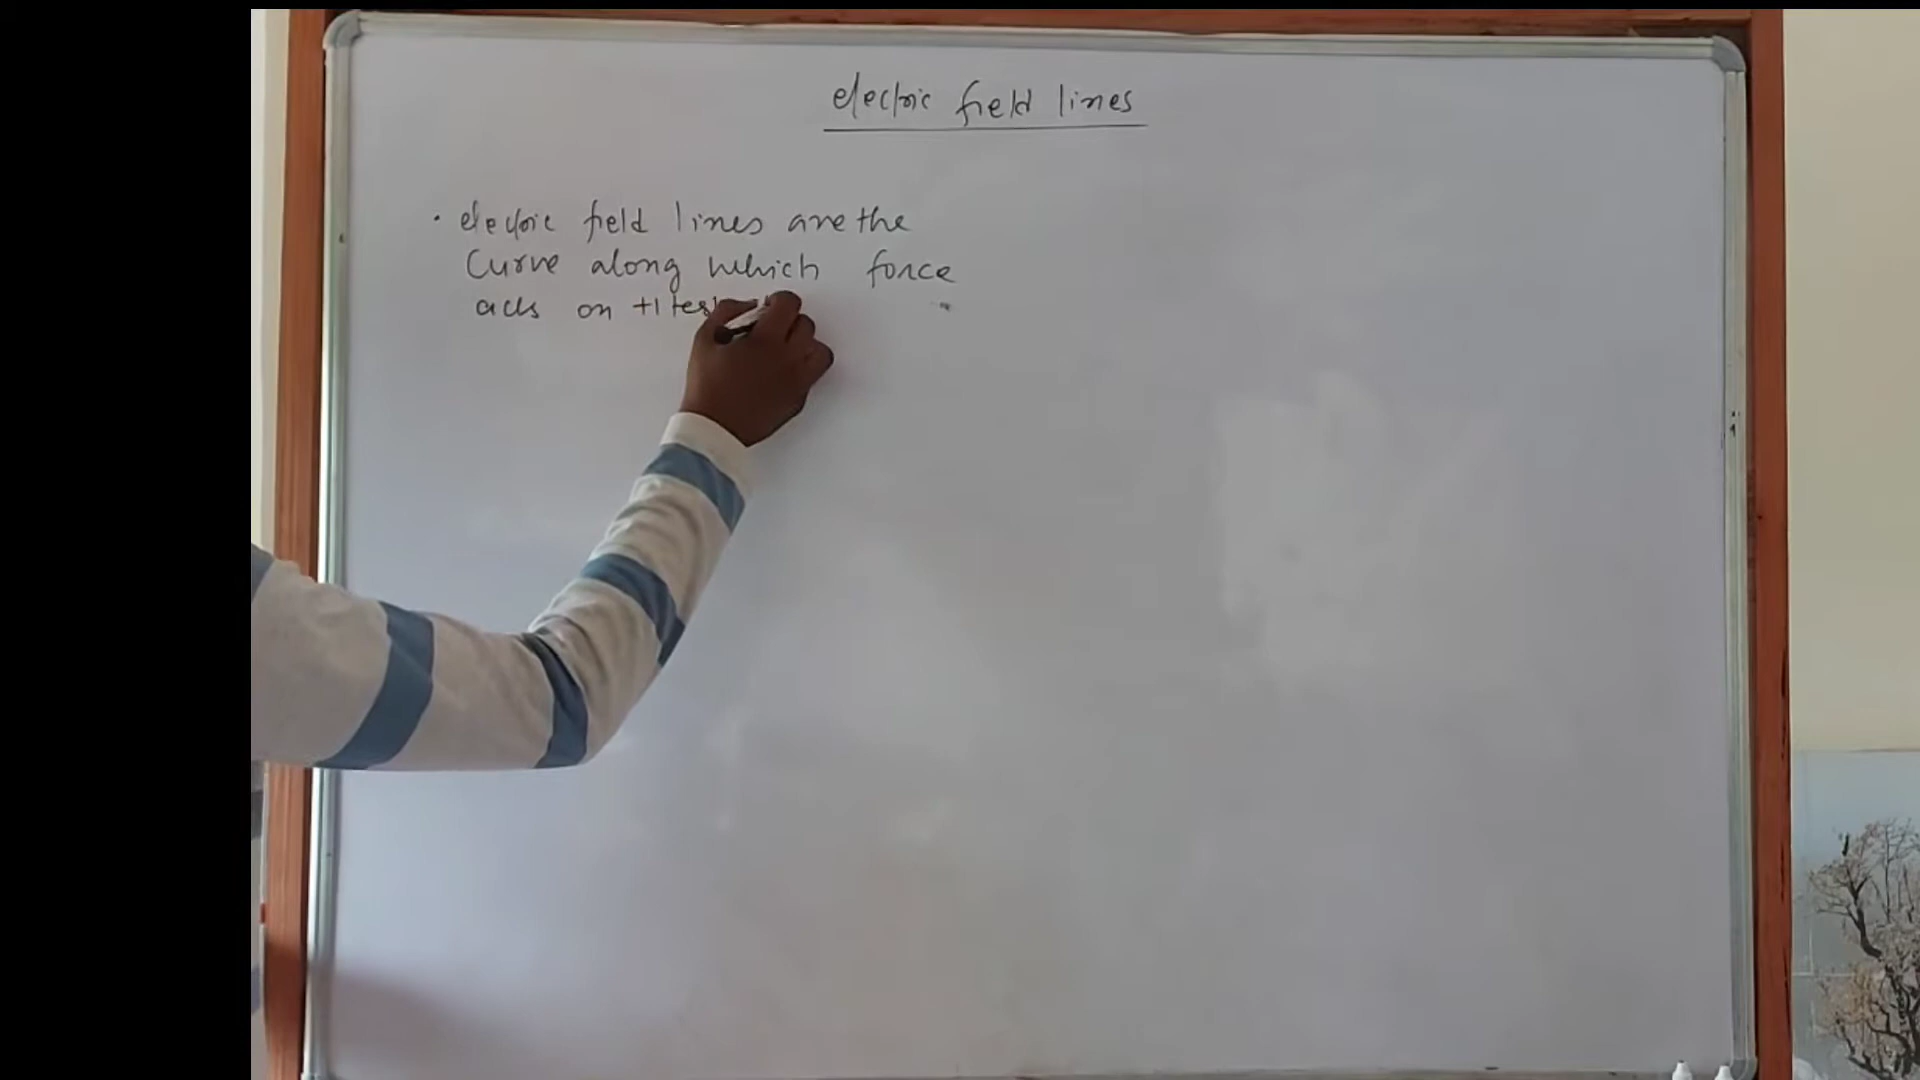 electric field lines
• electric field lines are the
Curve along which force
acts on +1 test